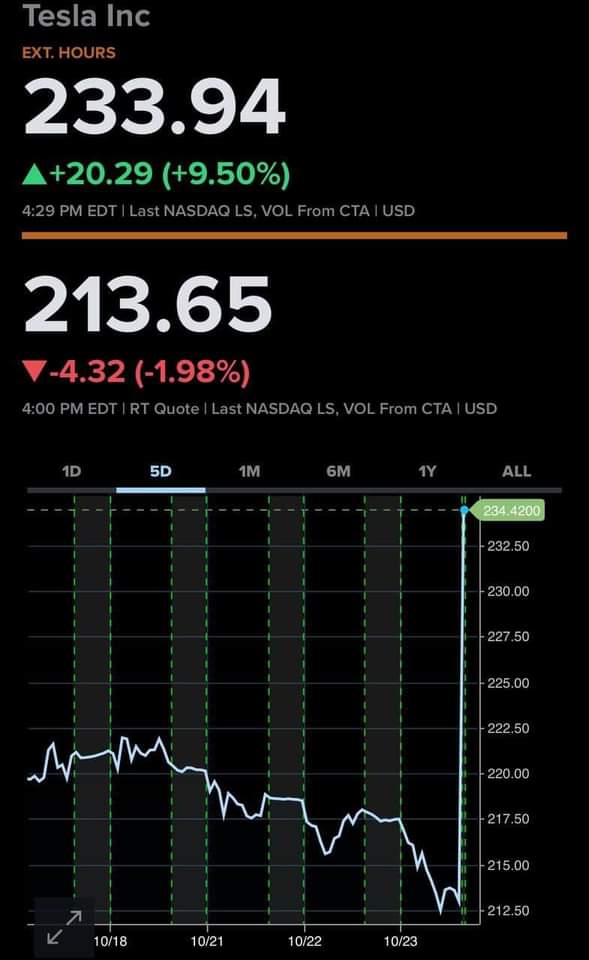 Tesla Inc
EXT. HOURS
233.94
▲+20.29 (+9.50%)
4:29 PM EDT | Last NASDAQ LS, VOL From CTA | USD
213.65
▼-4.32 (-1.98%)
4:00 PM EDT | RT Quote | Last NASDAQ LS, VOL From CTA | USD
1D 5D 1M 6M 1Y ALL
234.4200
232.50
230.00
227.50
225.00
222.50
220.00
217.50
215.00
212.50
10/18 10/21 10/22 10/23